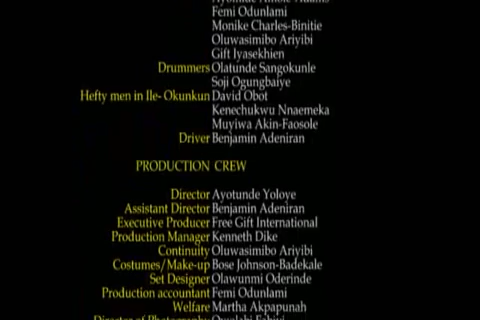 Femi Odunlami
Monike Charles-Binitie
Oluwasimibo Ariyibi
Gift Iyasekhien
Drummers Olatunde Sangokunle
Soji Ogungbaiye
Hefty men in Ile- Okunkun David Obot
Kenechukwu Nnaemeka
Muyiwa Akin-Faosole
Driver Benjamin Adeniran
PRODUCTION CREW
Director Ayotunde Yoloye
Assistant Director Benjamin Adeniran
Executive Producer Free Gift International
Production Manager Kenneth Dike
Continuity Oluwasimibo Ariyibi
Costumes/Make-up Bose Johnson-Badekale
Set Designer Olawunmi Oderinde
Production accountant Femi Odunlami
Welfare Martha Akpapunah
Director of Photography